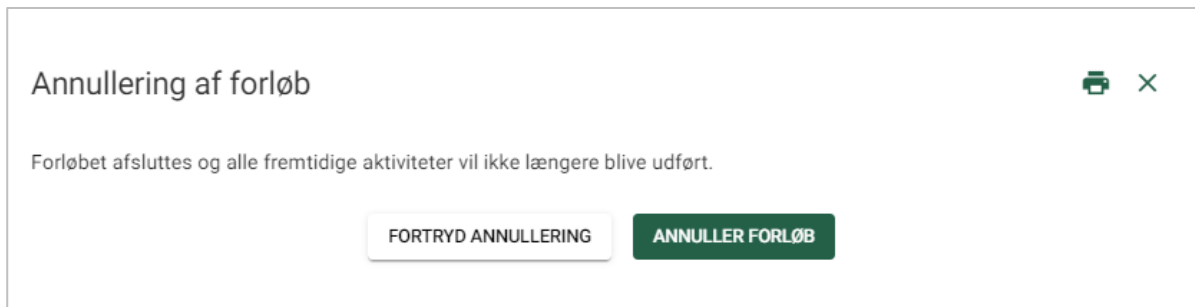 Annullering af forløb
Forløbet afsluttes og alle fremtidige aktiviteter vil ikke længere blive udført.
FORTRYD ANNULLERING
ANNULLER FORLØB